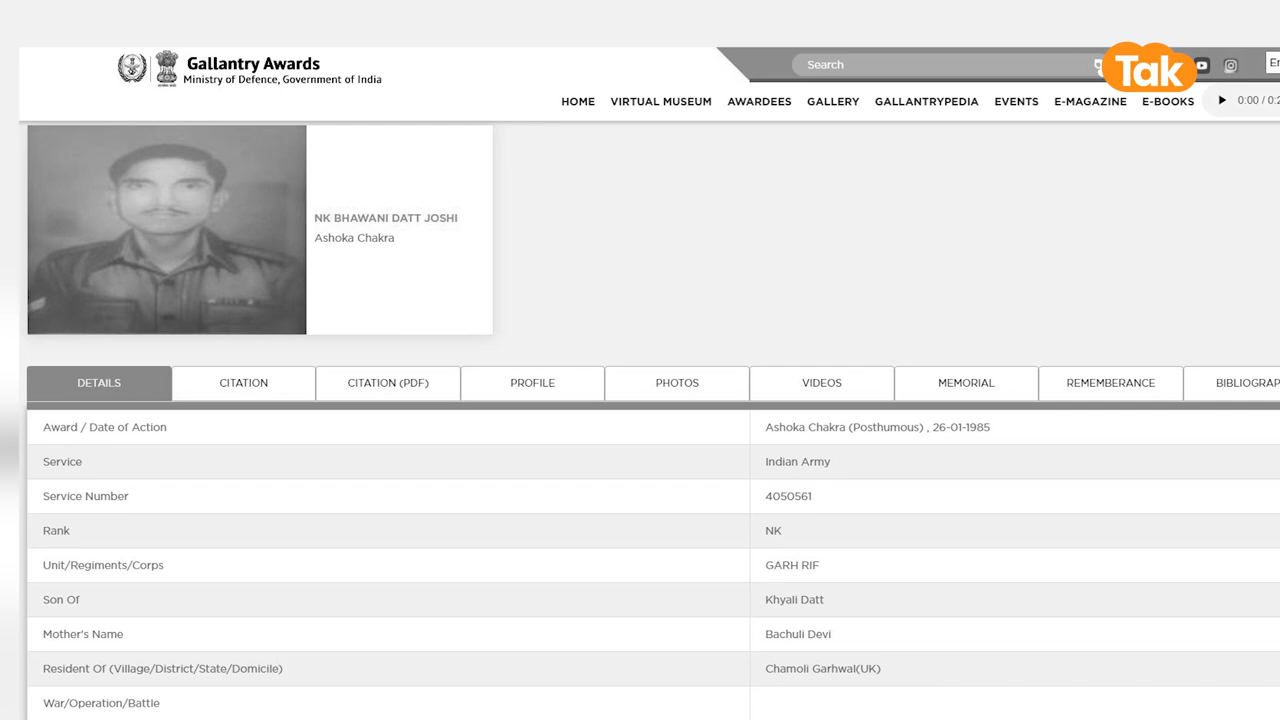 Gallantry Awards
Ministry of Defence, Government of India
Search
Tak
En
HOME VIRTUAL MUSEUM AWARDEES GALLERY GALLANTRYPEDIA EVENTS E-MAGAZINE E-BOOKS 0:00 / 0:2
NK BHAWANI DATT JOSHI
Ashoka Chakra
DETAILS CITATION CITATION (PDF) PROFILE PHOTOS VIDEOS MEMORIAL REMEMBERANCE BIBLIOGRAP
Award / Date of Action Ashoka Chakra (Posthumous) , 26-01-1985
Service Indian Army
Service Number 4050561
Rank NK
Unit/Regiments/Corps GARH RIF
Son Of Khyali Datt
Mother's Name Bachuli Devi
Resident Of (Village/District/State/Domicile) Chamoli Garhwal(UK)
War/Operation/Battle